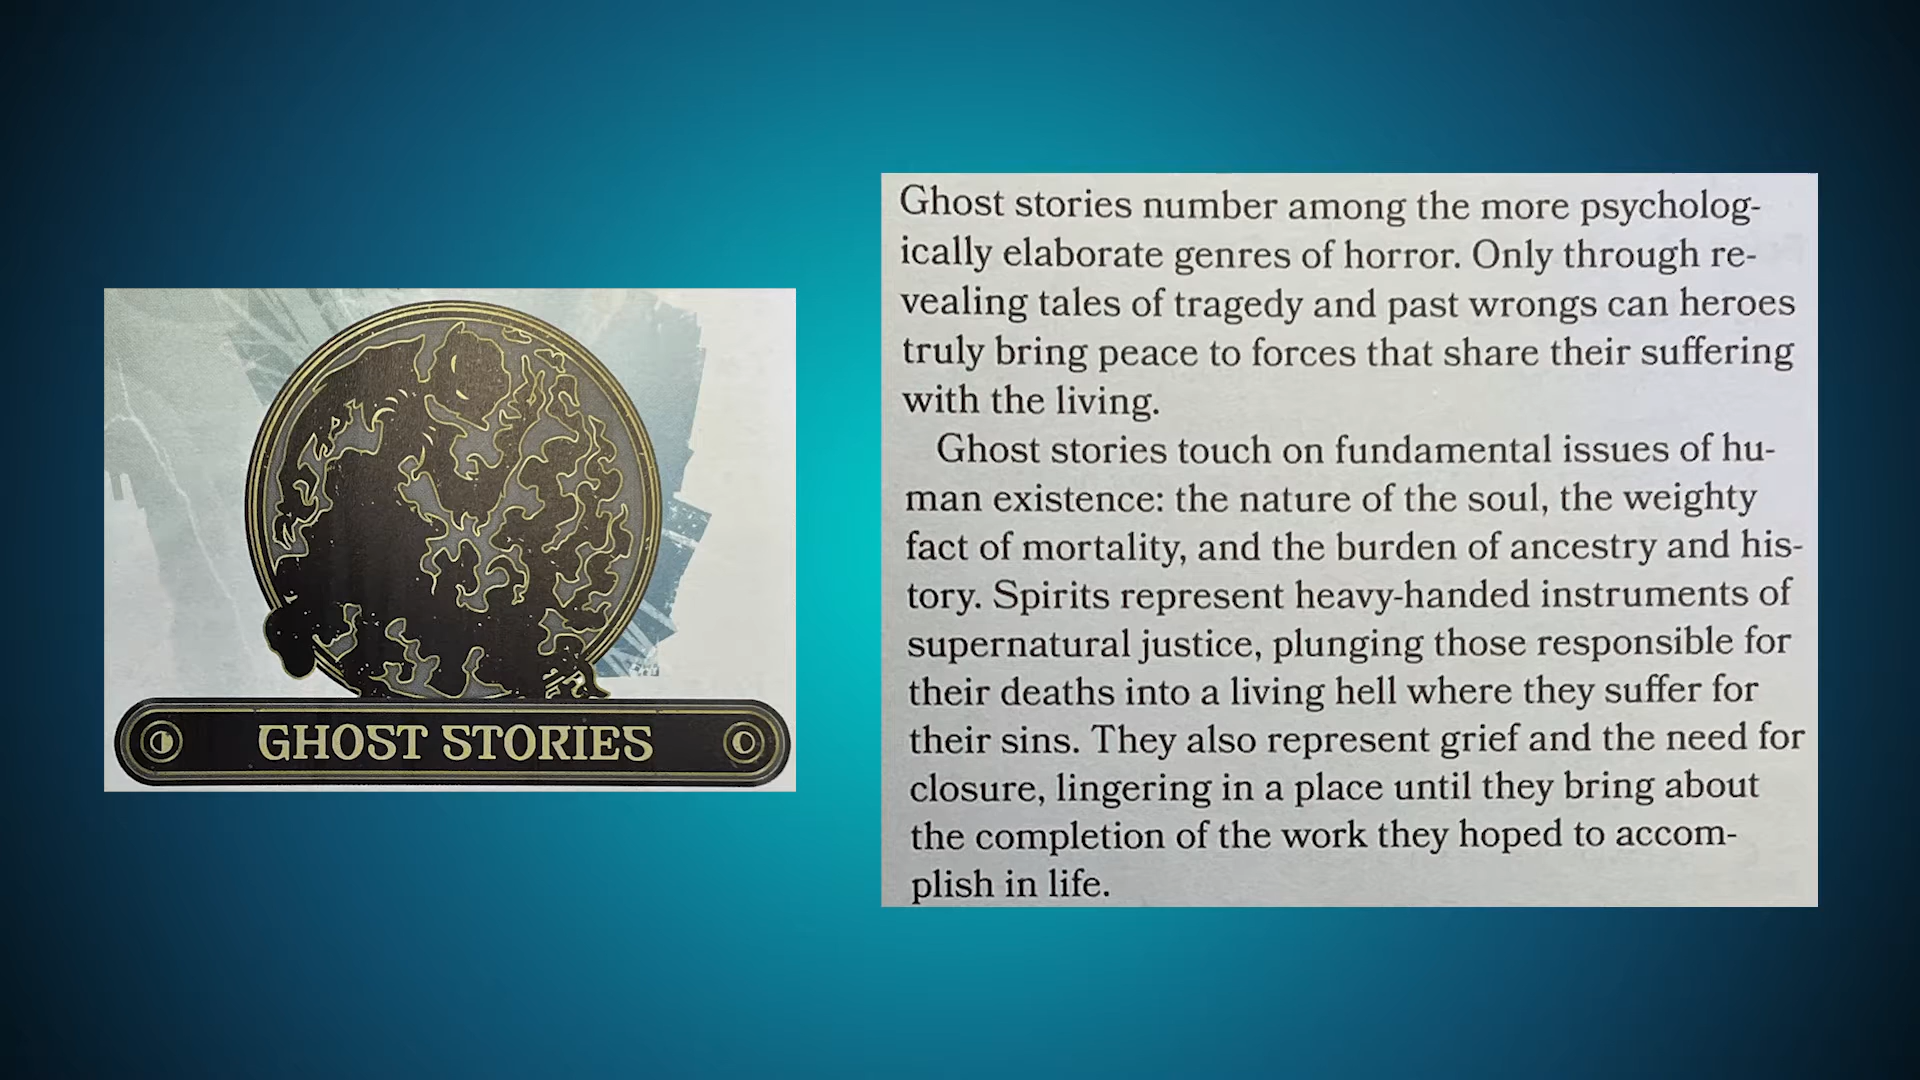 GHOST STORIES
Ghost stories number among the more psycholog-
ically elaborate genres of horror. Only through re-
vealing tales of tragedy and past wrongs can heroes
truly bring peace to forces that share their suffering
with the living.
Ghost stories touch on fundamental issues of hu-
man existence: the nature of the soul, the weighty
fact of mortality, and the burden of ancestry and his-
tory. Spirits represent heavy-handed instruments of
supernatural justice, plunging those responsible for
their deaths into a living hell where they suffer for
their sins. They also represent grief and the need for
closure, lingering in a place until they bring about
the completion of the work they hoped to accom-
plish in life.